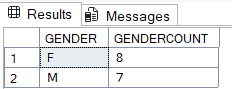 Results Messages
GENDER GENDERCOUNT
1 F 8
2 M 7